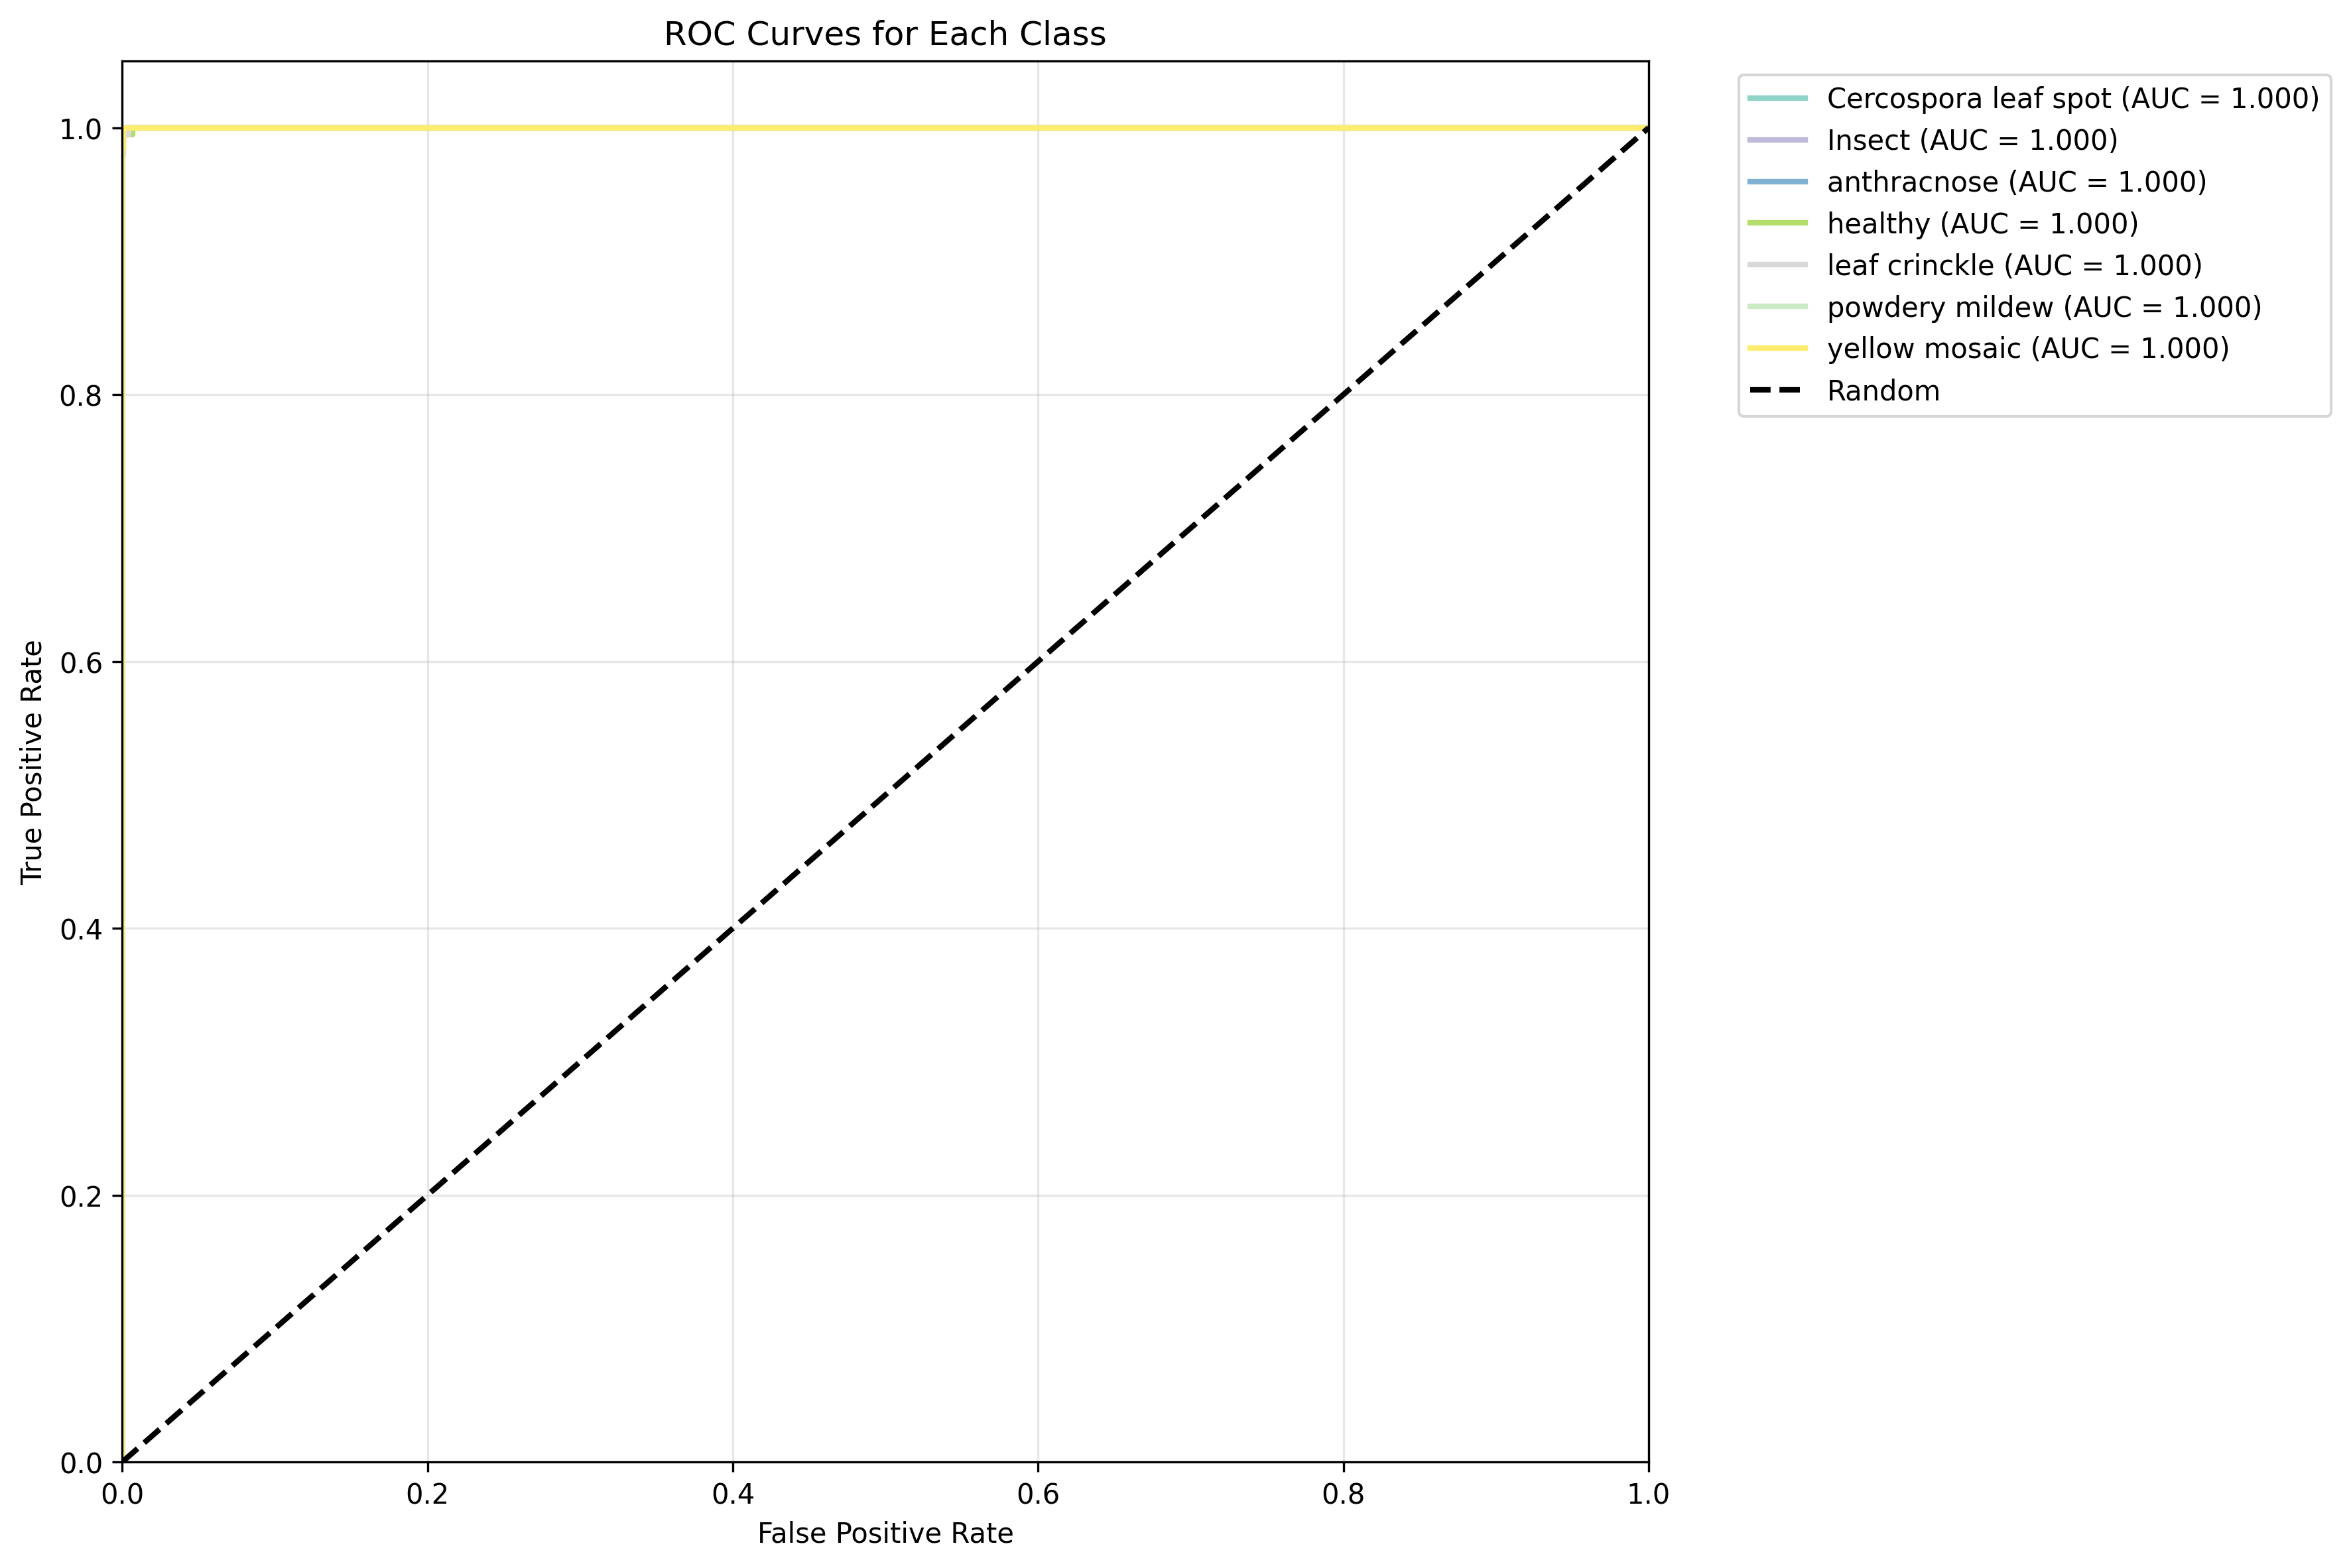 ROC Curves for Each Class
Cercospora leaf spot (AUC = 1.000)
Insect (AUC = 1.000)
anthracnose (AUC = 1.000)
healthy (AUC = 1.000)
leaf crinckle (AUC = 1.000)
powdery mildew (AUC = 1.000)
yellow mosaic (AUC = 1.000)
Random
True Positive Rate
1.0
0.8
0.6
0.4
0.2
0.0
0.0 0.2 0.4 0.6 0.8 1.0
False Positive Rate